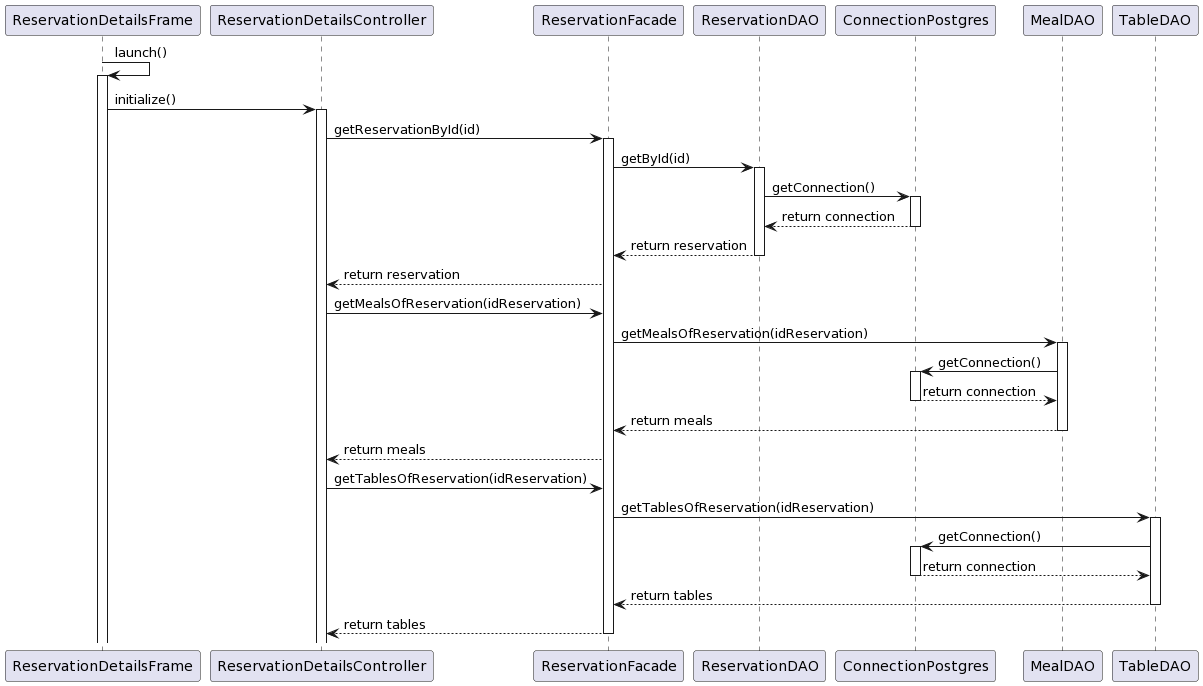 ReservationDetailsFrame
ReservationDetailsController
ReservationFacade
ReservationDAO
ConnectionPostgres
MealDAO
TableDAO
launch()
initialize()
getReservationById(id)
getById(id)
getConnection()
return connection
return reservation
return reservation
getMealsOfReservation(idReservation)
getMealsOfReservation(idReservation)
getConnection()
return connection
return meals
return meals
getTablesOfReservation(idReservation)
getTablesOfReservation(idReservation)
getConnection()
return connection
return tables
return tables
ReservationDetailsFrame
ReservationDetailsController
ReservationFacade
ReservationDAO
ConnectionPostgres
MealDAO
TableDAO